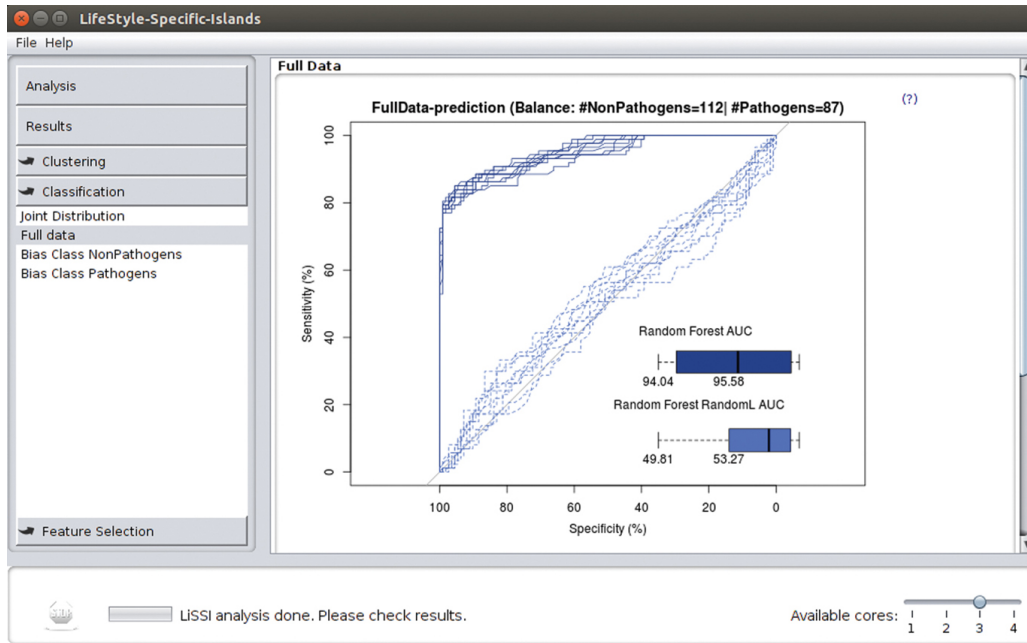 LifeStyle-Specific-Islands
File Help
Analysis
Results
Clustering
Classification
Joint Distribution
Full data
Bias Class NonPathogens
Bias Class Pathogens
Feature Selection
Full Data
(?)
FullData-prediction (Balance: #NonPathogens=112| #Pathogens=87)
Sensitivity (%)
100
80
60
40
20
0
Random Forest AUC
94.04 95.58
Random Forest RandomL AUC
49.81 53.27
100 80 60 40 20 0
Specificity (%)
LiSSI analysis done. Please check results.
Available cores:
1 2 3 4